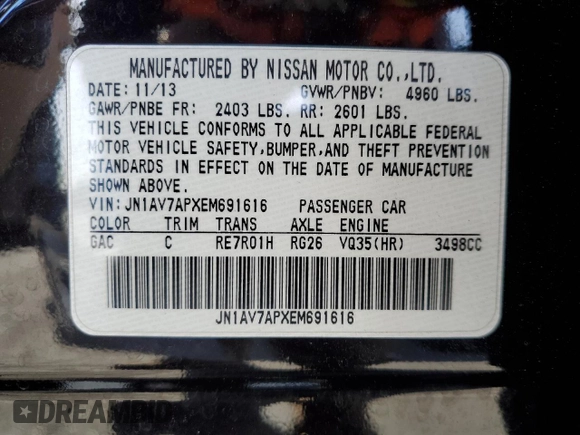 MANUFACTURED BY NISSAN MOTOR CO.,LTD.
DATE: 11/13 GVWR/PNBV: 4960 LBS.
GAWR/PNBE FR: 2403 LBS. RR: 2601 LBS.
THIS VEHICLE CONFORMS TO ALL APPLICABLE FEDERAL
MOTOR VEHICLE SAFETY,BUMPER,AND THEFT PREVENTION
STANDARDS IN EFFECT ON THE DATE OF MANUFACTURE
SHOWN ABOVE.
VIN:JN1AV7APXEM691616 PASSENGER CAR
COLOR TRIM TRANS AXLE ENGINE
GAC C RE7R01H RG26 VQ35(HR) 3498CC
JN1AV7APXEM691616
DREAMBID